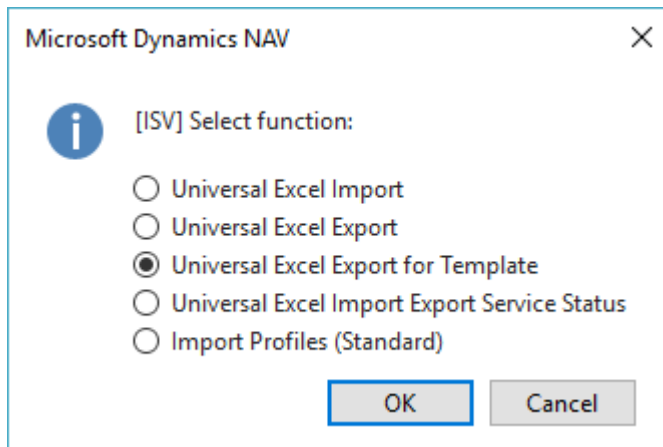 Microsoft Dynamics NAV
[ISV] Select function:
Universal Excel Import
Universal Excel Export
Universal Excel Export for Template
Universal Excel Import Export Service Status
Import Profiles (Standard)
OK Cancel